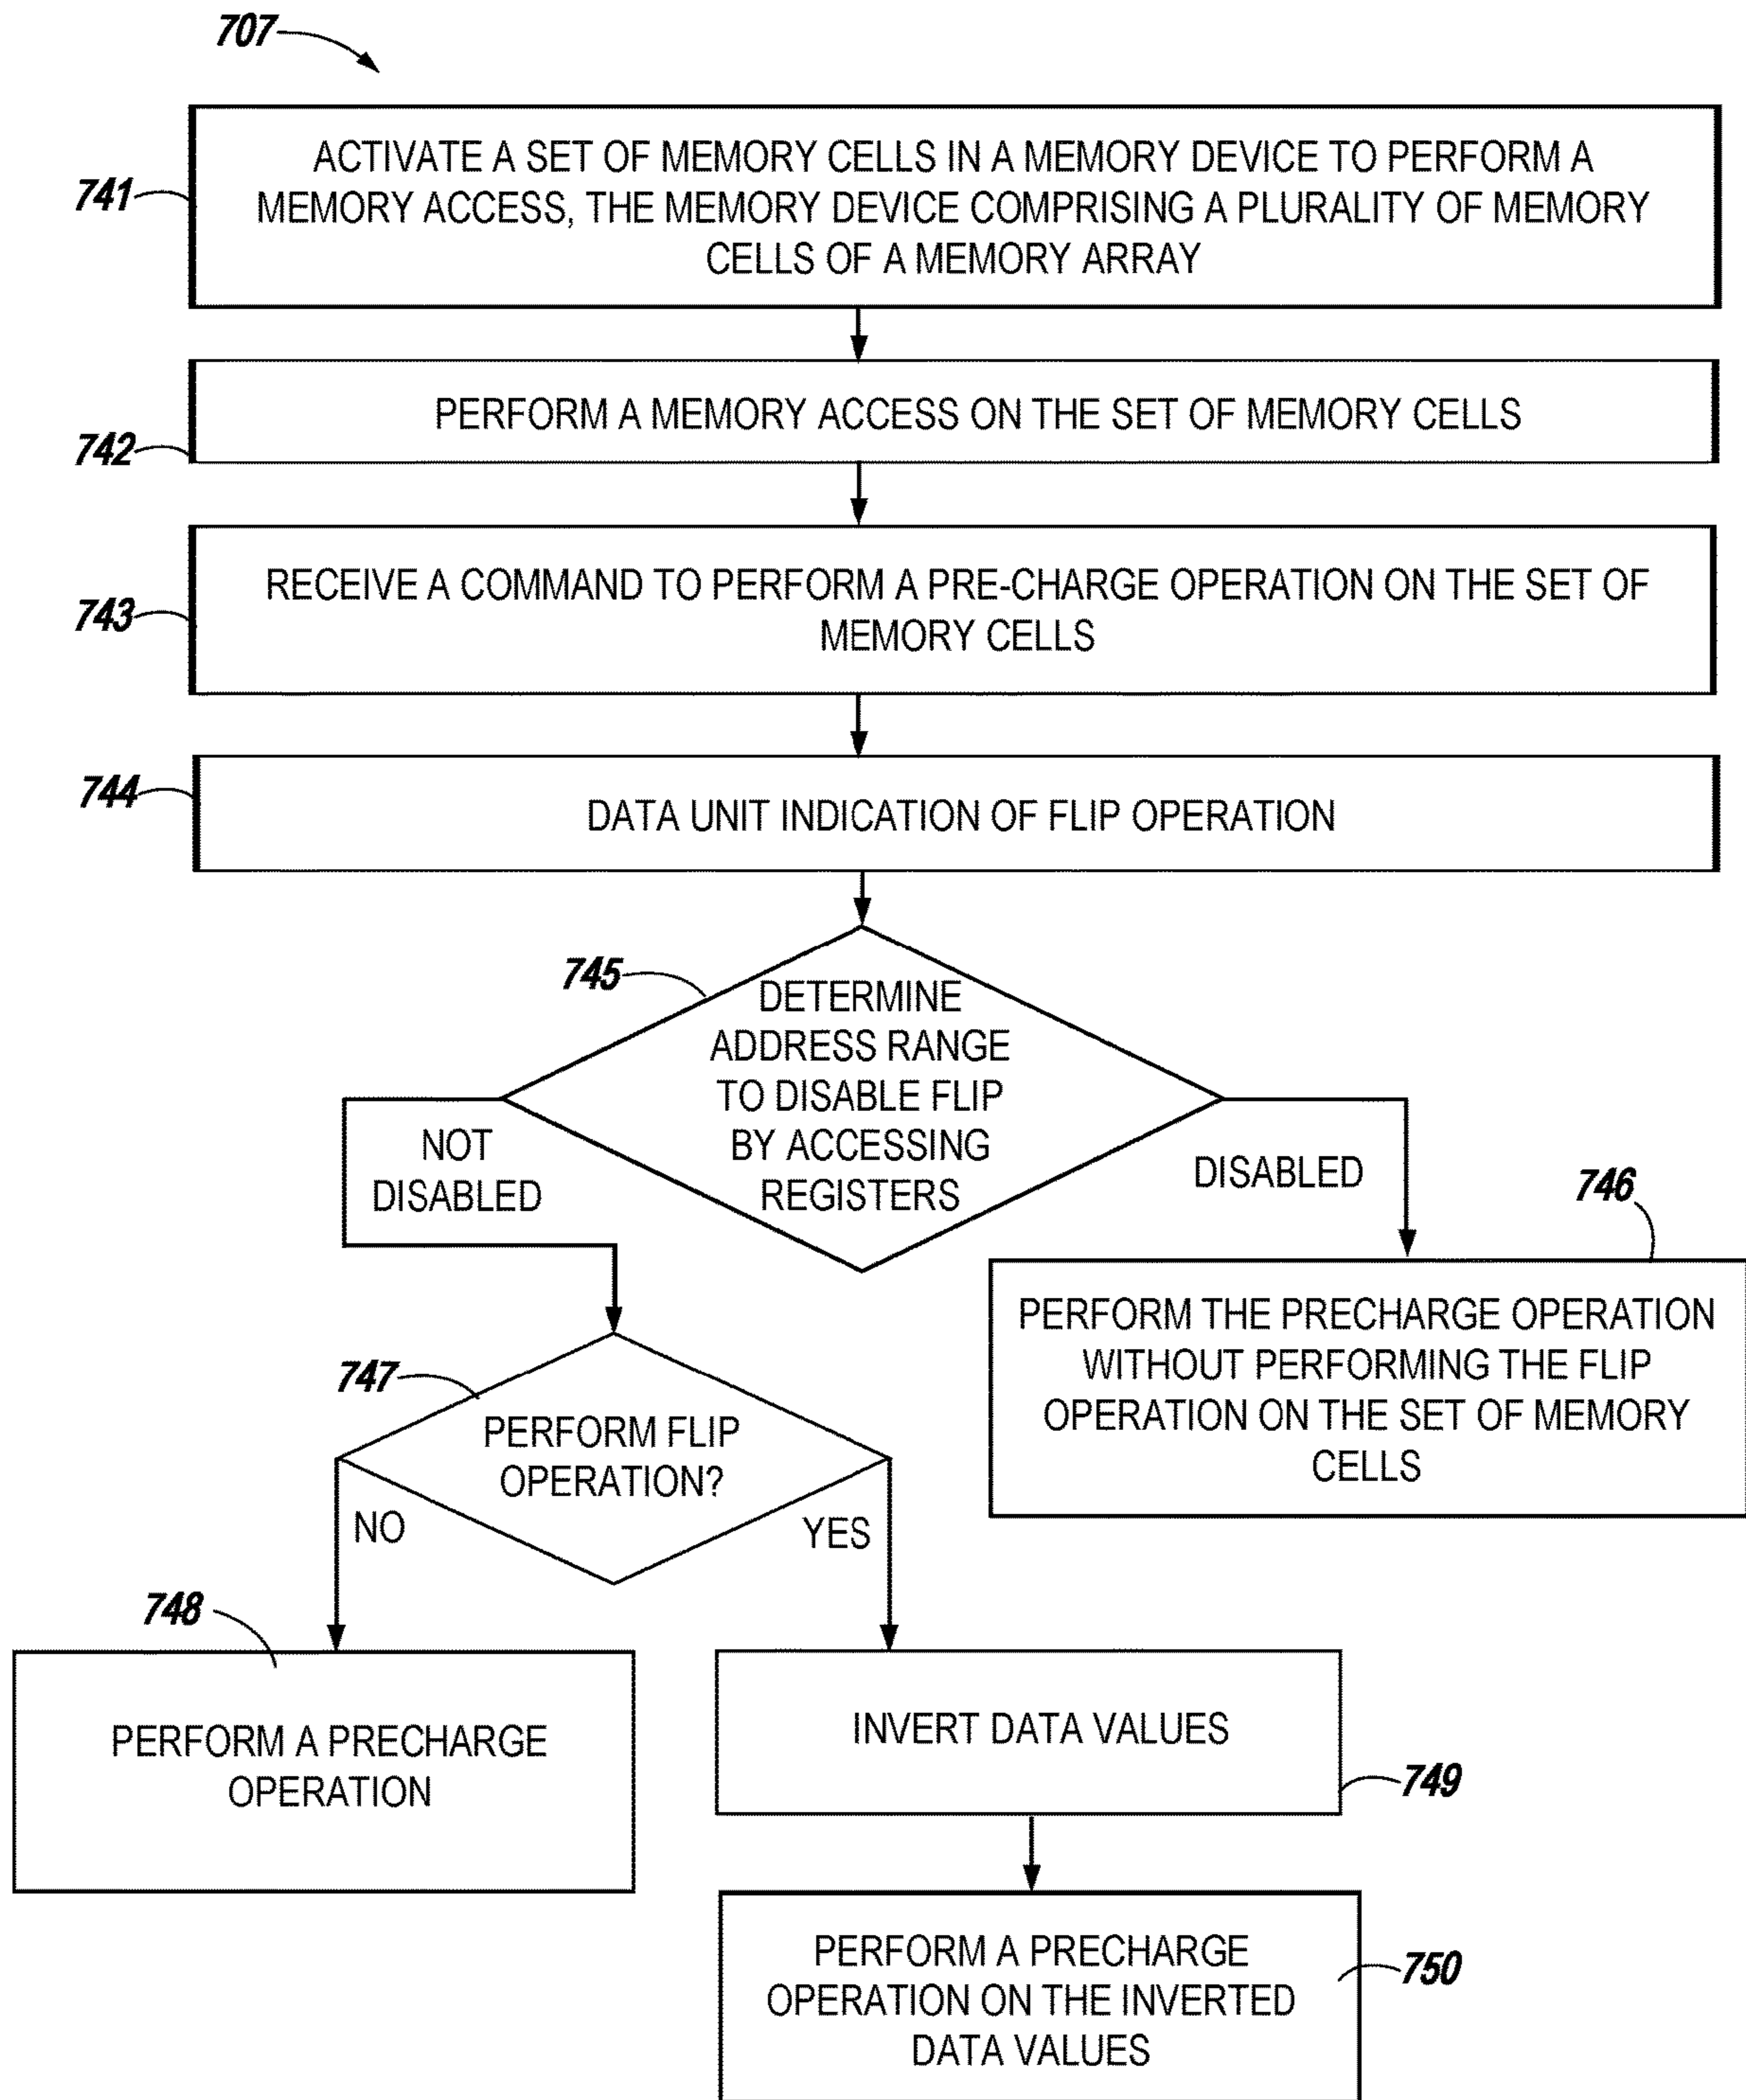 707
ACTIVATE A SET OF MEMORY CELLS IN A MEMORY DEVICE TO PERFORM A
MEMORY ACCESS, THE MEMORY DEVICE COMPRISING A PLURALITY OF MEMORY
CELLS OF A MEMORY ARRAY
741
PERFORM A MEMORY ACCESS ON THE SET OF MEMORY CELLS
742
RECEIVE A COMMAND TO PERFORM A PRE-CHARGE OPERATION ON THE SET OF
MEMORY CELLS
743
744
DATA UNIT INDICATION OF FLIP OPERATION
745
DETERMINE
ADDRESS RANGE
TO DISABLE FLIP
BY ACCESSING
REGISTERS
NOT
DISABLED
DISABLED
746
PERFORM THE PRECHARGE OPERATION
WITHOUT PERFORMING THE FLIP
OPERATION ON THE SET OF MEMORY
CELLS
747
PERFORM FLIP
OPERATION?
NO
YES
748
PERFORM A PRECHARGE
OPERATION
INVERT DATA VALUES
749
PERFORM A PRECHARGE
OPERATION ON THE INVERTED
DATA VALUES
750